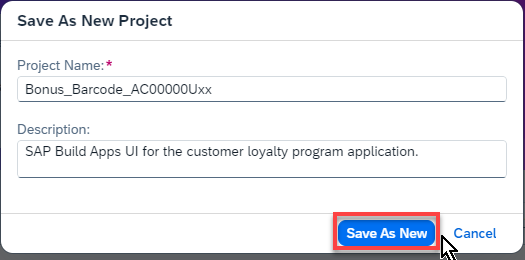 Save As New Project
Project Name:*
Bonus_Barcode_AC00000Uxx
Description:
SAP Build Apps UI for the customer loyalty program application.
Save As New
Cancel